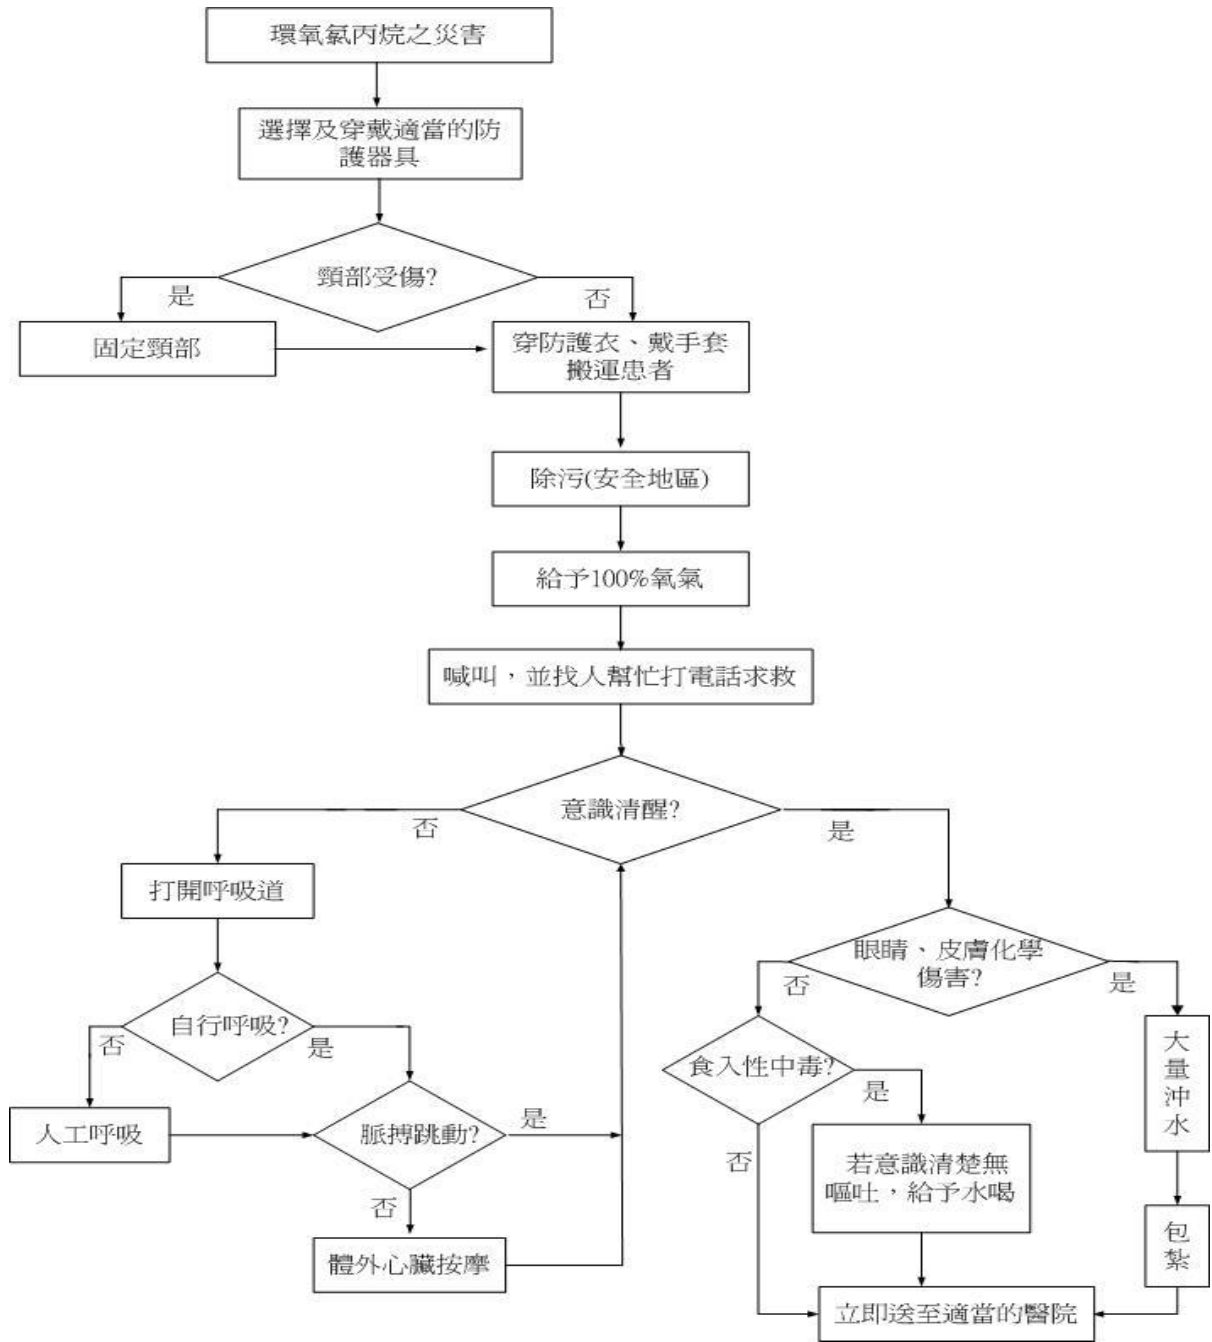 環氧氯丙烷之災害
選擇及穿戴適當的防
護器具
頸部受傷?
是
否
固定頸部
穿防護衣、戴手套
搬運患者
除污(安全地區)
給予100%氧氣
喊叫，並找人幫忙打電話求救
意識清醒?
否
是
打開呼吸道
眼睛、皮膚化學
傷害?
否
是
自行呼吸?
否
是
大
量
沖
水
食入性中毒?
是
否
人工呼吸
脈搏跳動?
是
否
若意識清楚無
嘔吐，給予水喝
包
紮
體外心臟按摩
立即送至適當的醫院